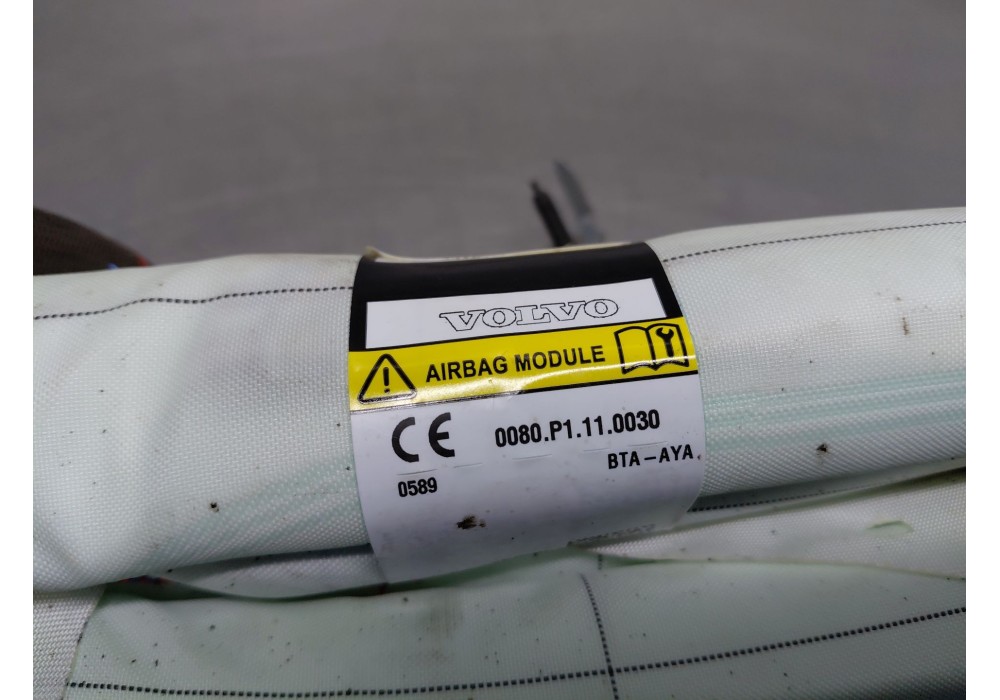 VOLVO
AIRBAG MODULE
CE 0080.P1.11.0030
BTA-AYA
0589